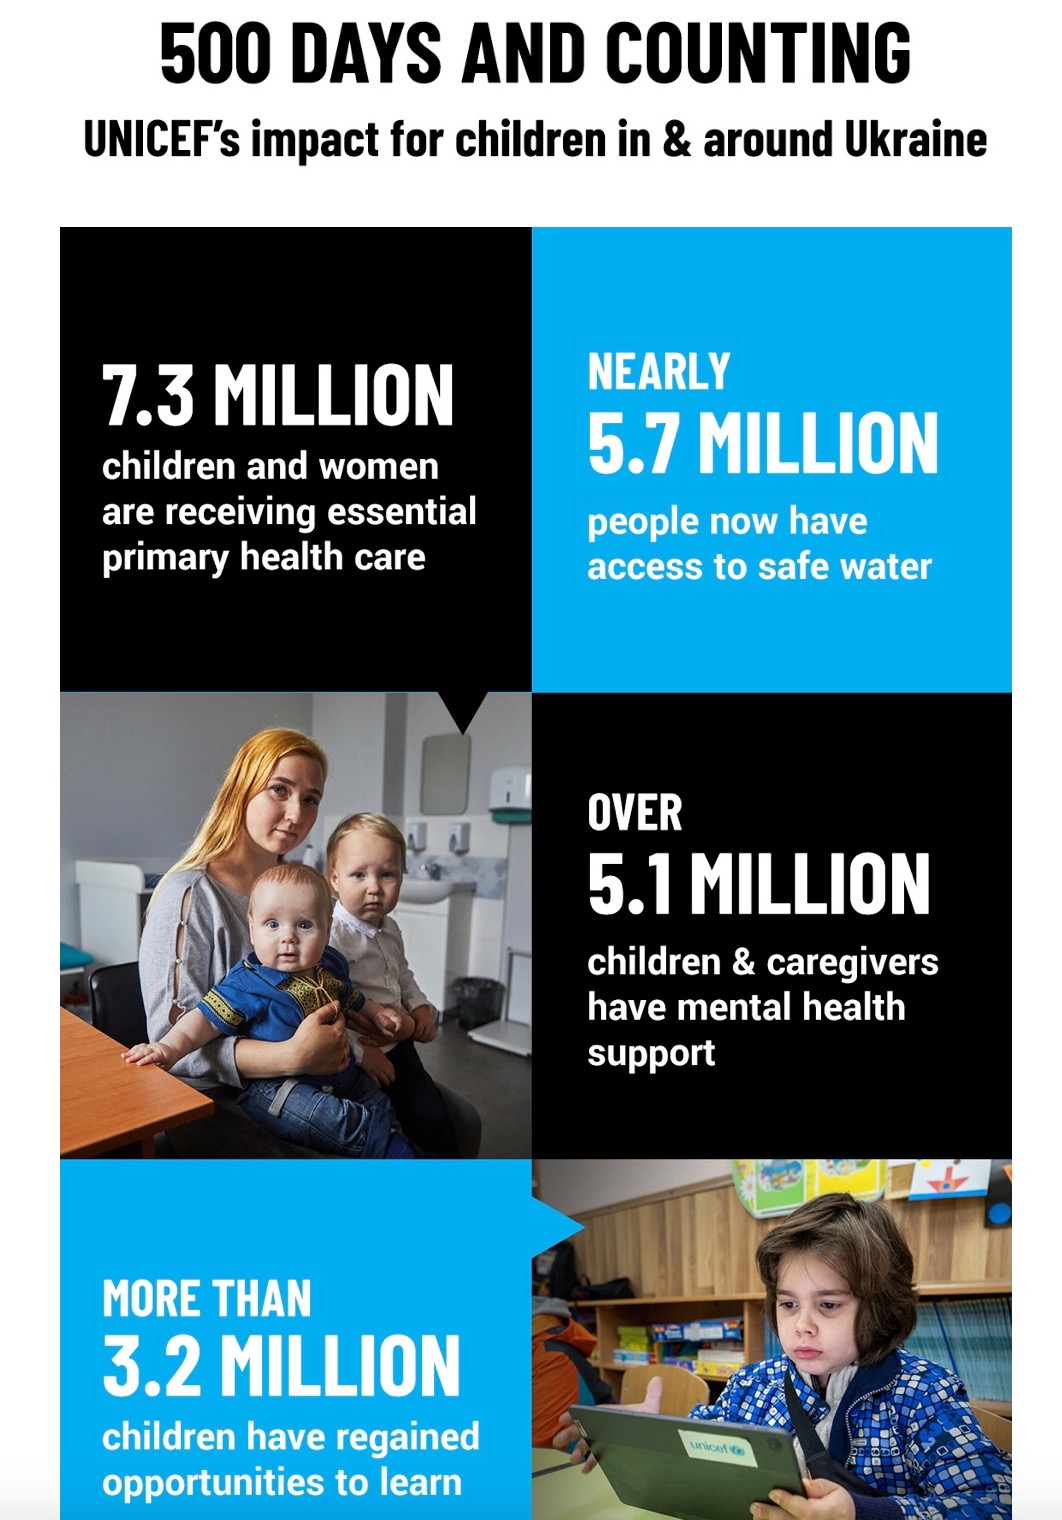 500 DAYS AND COUNTING
UNICEF's impact for children in & around Ukraine
7.3 MILLION
children and women
are receiving essential
primary health care
NEARLY
5.7 MILLION
people now have
access to safe water
OVER
5.1 MILLION
children & caregivers
have mental health
support
MORE THAN
3.2 MILLION
children have regained
opportunities to learn
unicef